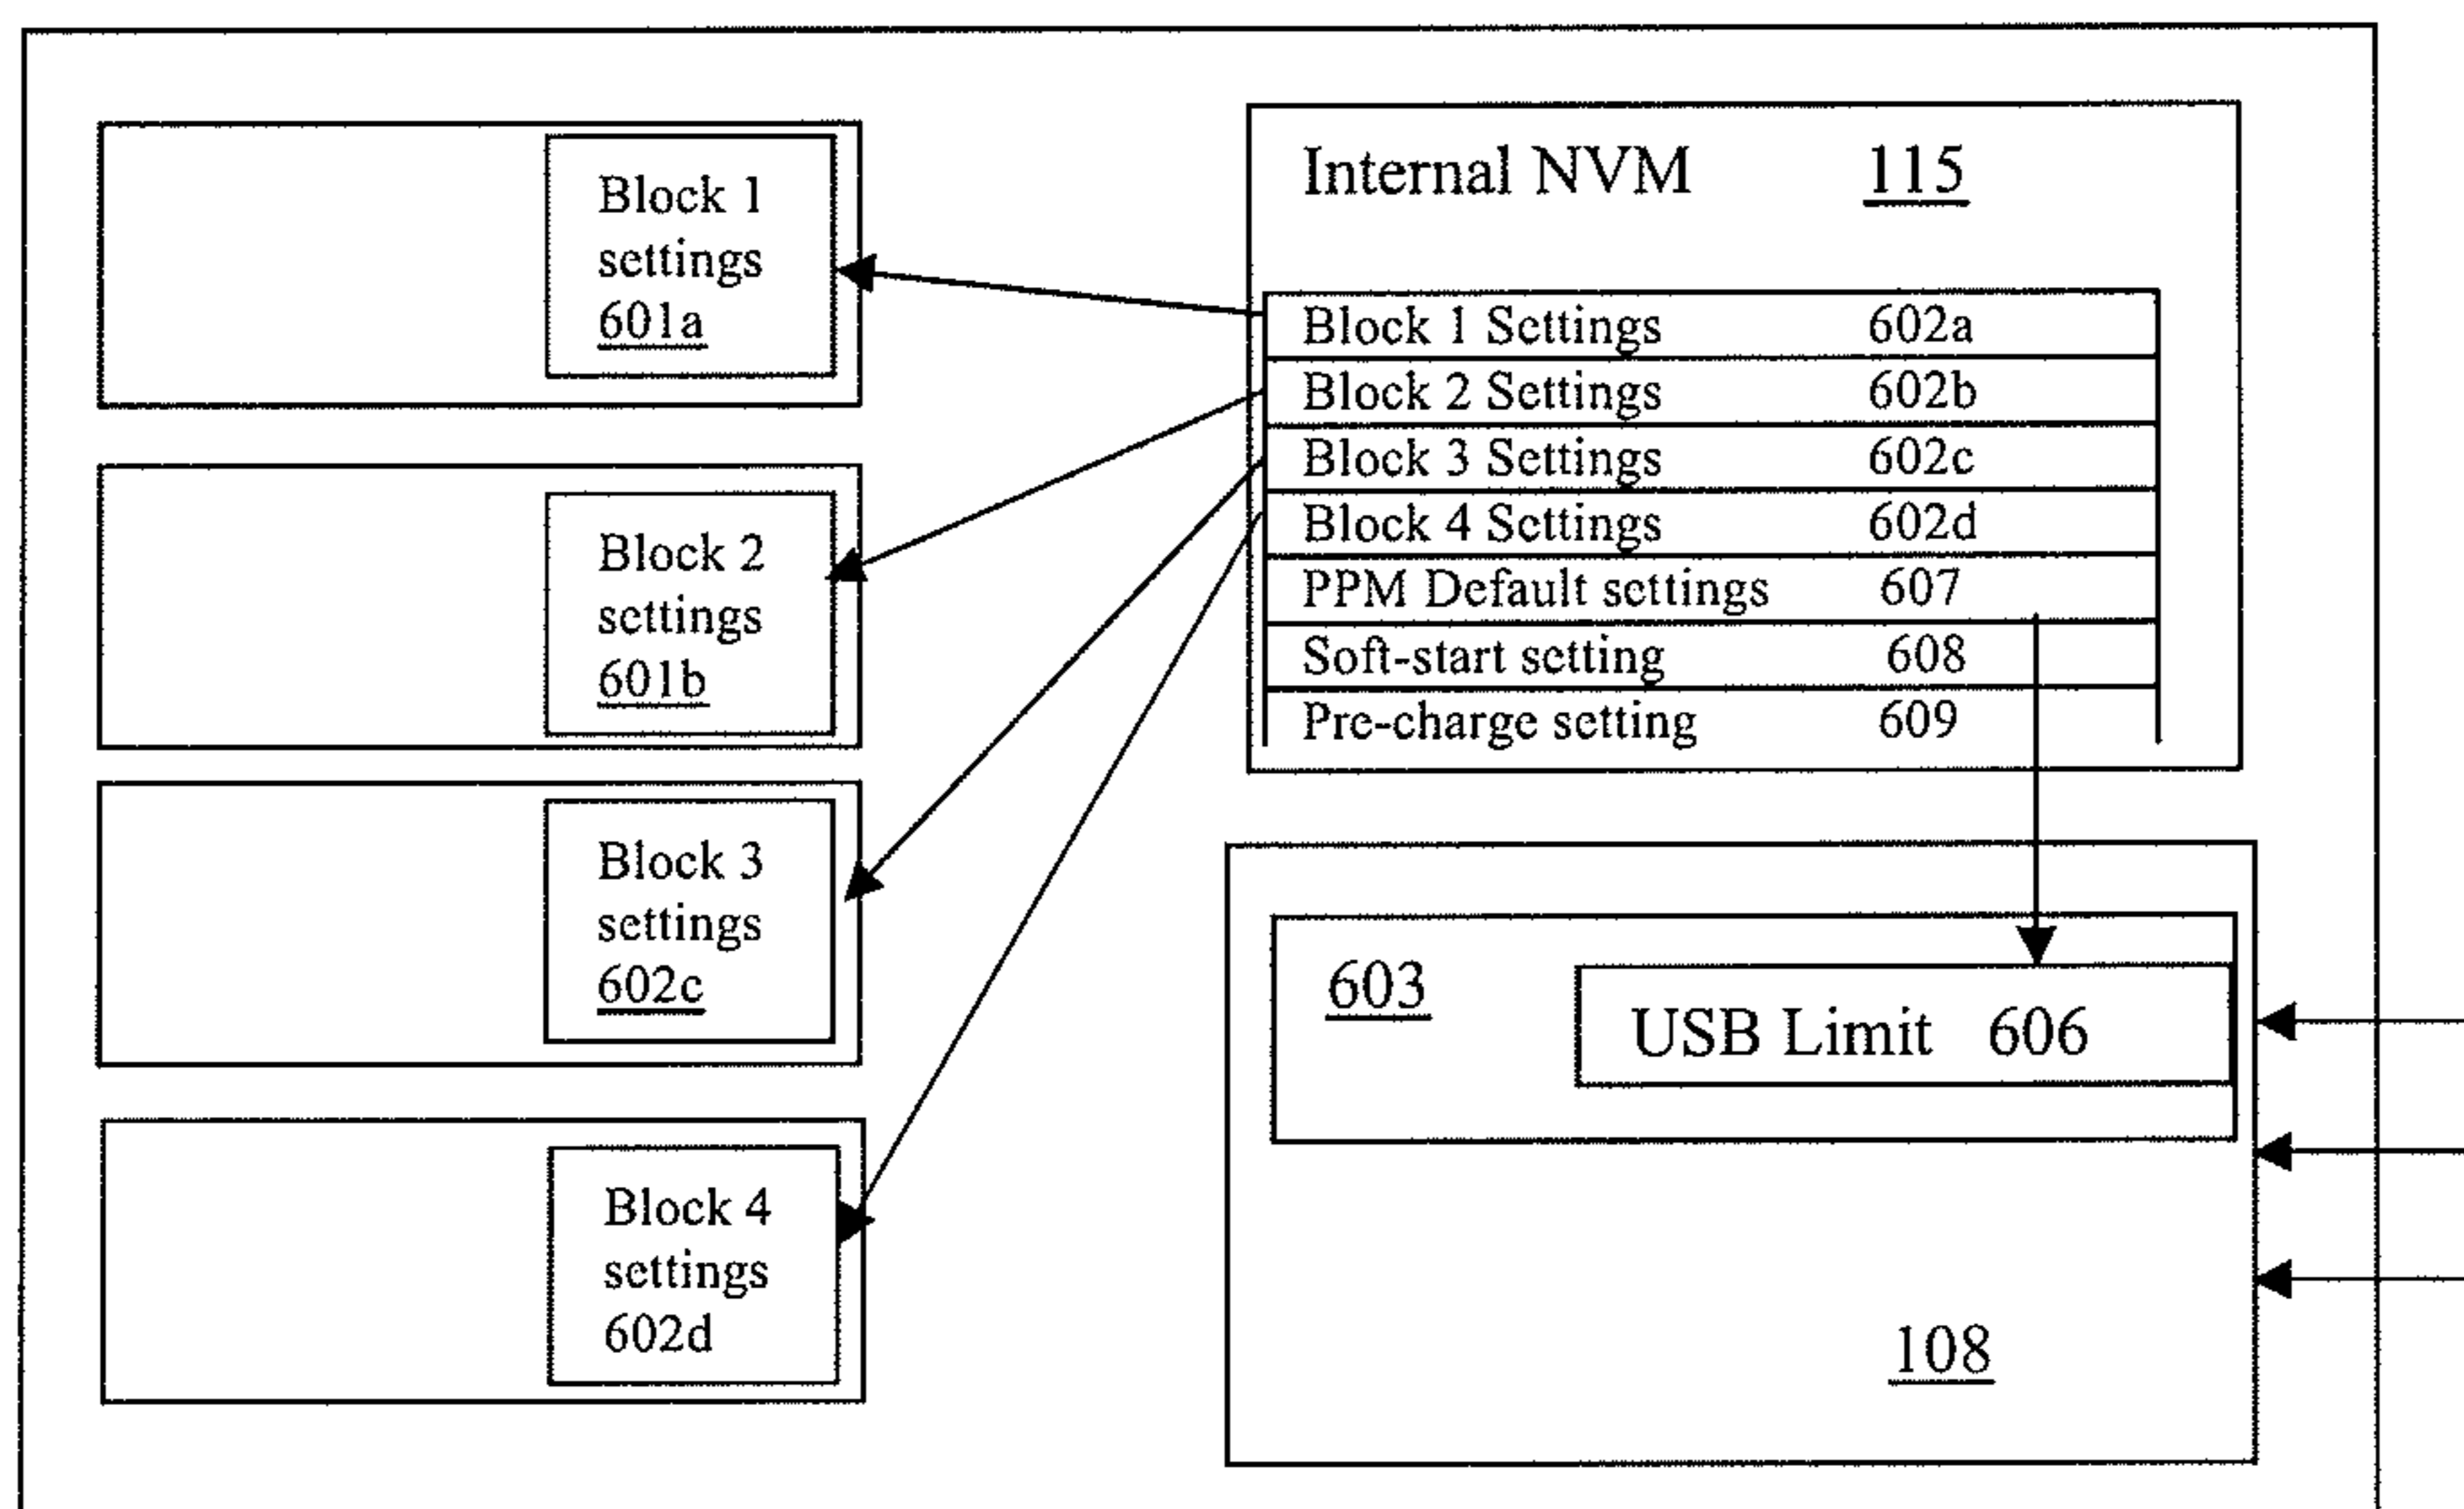 Block 1
settings
601a
Block 2
settings
601b
Block 3
settings
602c
Block 4
settings
602d
Internal NVM 115
Block 1 Settings 602a
Block 2 Settings 602b
Block 3 Settings 602c
Block 4 Settings 602d
PPM Default settings 607
Soft-start setting 608
Pre-charge setting 609
603
USB Limit 606
108